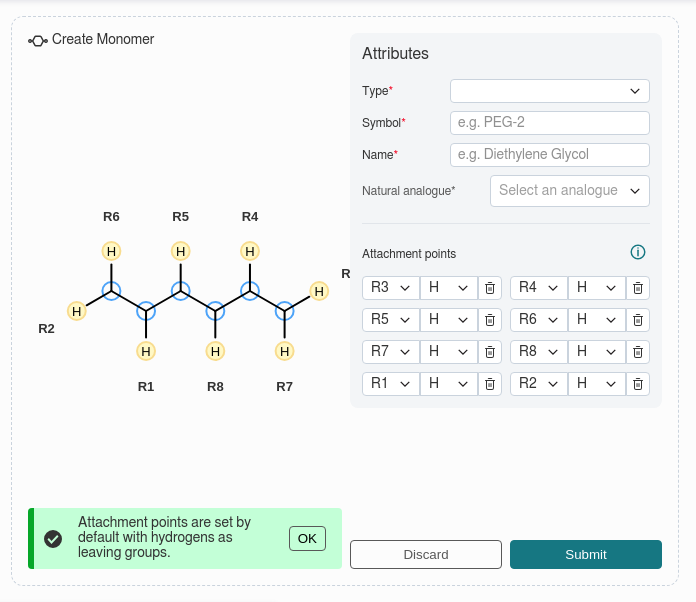 Create Monomer
Attributes
Type*
Symbol* e.g. PEG-2
Name* e.g. Diethylene Glycol
Natural analogue* Select an analogue
Attachment points
R3 H R4 H
R5 H R6 H
R7 H R8 H
R1 H R2 H
R6 R5 R4
H H H
R
H H
R2
H H H
R1 R8 R7
Attachment points are set by
default with hydrogens as
leaving groups.
OK
Discard Submit